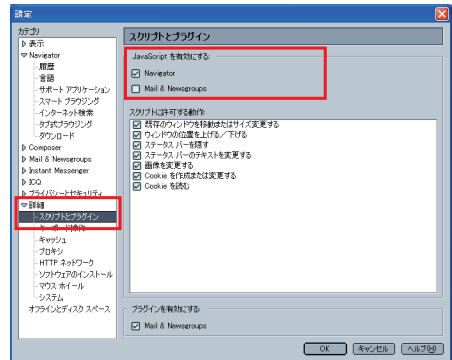 設定
カテゴリ
表示
Navigator
履歴
言語
サポート アプリケーション
スマート ブラウジング
インターネット検索
タブ式ブラウジング
ダウンロード
Composer
Mail & Newsgroups
Instant Messenger
ICQ
プライバシーとセキュリティ
詳細
スクリプトとプラグイン
キーボード操作
キャッシュ
プロキシ
HTTP ネットワーク
ソフトウェアのインストール
マウス ホイール
システム
オフラインとディスク スペース
スクリプトとプラグイン
JavaScript を有効にする:
Navigator
Mail & Newsgroups
スクリプトに許可する動作:
既存のウィンドウを移動またはサイズ変更する
ウィンドウの位置を上げる/下げる
ステータス バーを隠す
ステータス バーのテキストを変更する
画像を変更する
Cookie を作成または変更する
Cookie を読む
プラグインを有効にする:
Mail & Newsgroups
OK
キャンセル
ヘルプ(H)